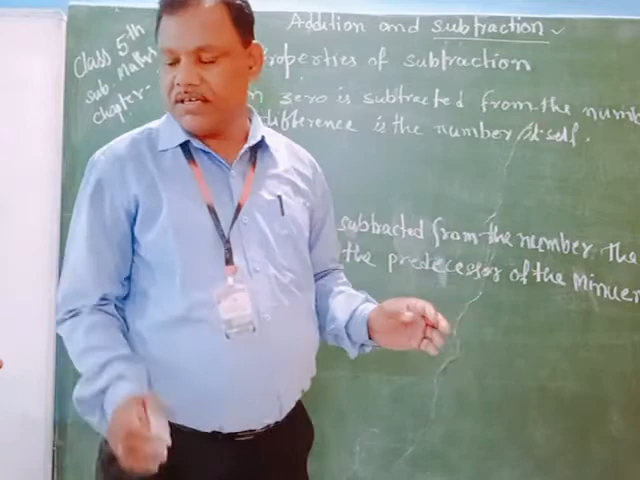 Addition and subtraction
Class 5th
sub. Maths
chapter -
Properties of subtraction
zero is subtracted from the numb
difference is the number itself.
subtracted from the number. The
the predecessor of the Minuen